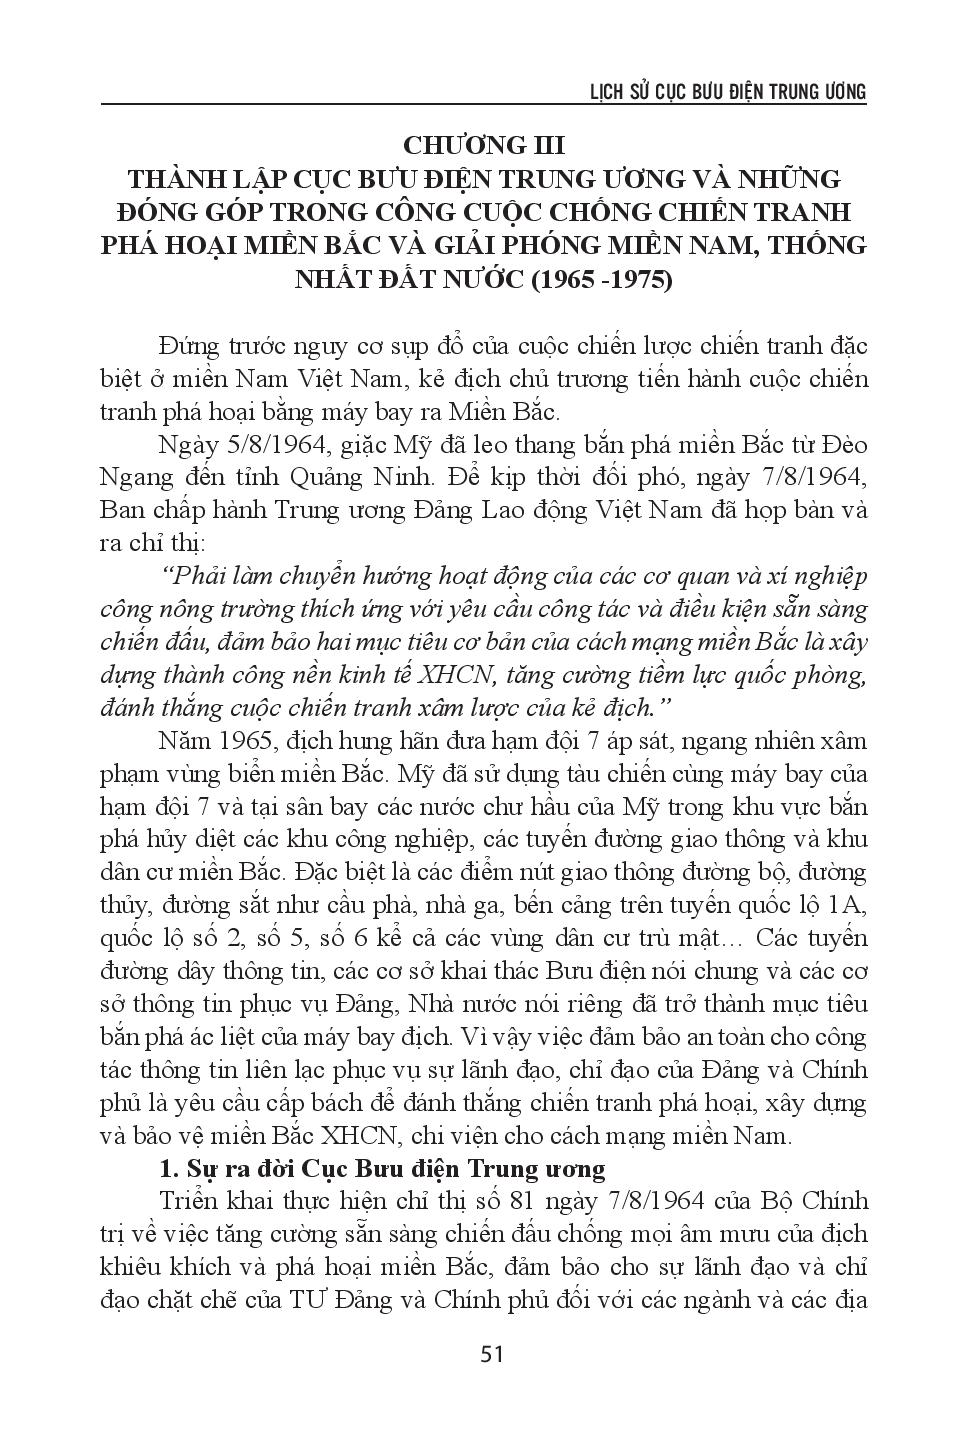 LỊCH SỬ CỤC BƯU ĐIỆN TRUNG ƯƠNG
CHƯƠNG III
THÀNH LẬP CỤC BƯU ĐIỆN TRUNG ƯƠNG VÀ NHỮNG
ĐÓNG GÓP TRONG CÔNG CUỘC CHỐNG CHIẾN TRANH
PHÁ HOẠI MIỀN BẮC VÀ GIẢI PHÓNG MIỀN NAM, THỐNG
NHẤT ĐẤT NƯỚC (1965 -1975)
Đứng trước nguy cơ sụp đổ của cuộc chiến lược chiến tranh đặc
biệt ở miền Nam Việt Nam, kẻ địch chủ trương tiến hành cuộc chiến
tranh phá hoại bằng máy bay ra Miền Bắc.
Ngày 5/8/1964, giặc Mỹ đã leo thang bắn phá miền Bắc từ Đèo
Ngang đến tỉnh Quảng Ninh. Để kịp thời đối phó, ngày 7/8/1964,
Ban chấp hành Trung ương Đảng Lao động Việt Nam đã họp bàn và
ra chỉ thị:
“Phải làm chuyển hướng hoạt động của các cơ quan và xí nghiệp
công nông trường thích ứng với yêu cầu công tác và điều kiện sẵn sàng
chiến đấu, đảm bảo hai mục tiêu cơ bản của cách mạng miền Bắc là xây
dựng thành công nền kinh tế XHCN, tăng cường tiềm lực quốc phòng,
đánh thắng cuộc chiến tranh xâm lược của kẻ địch.”
Năm 1965, địch hung hãn đưa hạm đội 7 áp sát, ngang nhiên xâm
phạm vùng biển miền Bắc. Mỹ đã sử dụng tàu chiến cùng máy bay của
hạm đội 7 và tại sân bay các nước chư hầu của Mỹ trong khu vực bắn
phá hủy diệt các khu công nghiệp, các tuyến đường giao thông và khu
dân cư miền Bắc. Đặc biệt là các điểm nút giao thông đường bộ, đường
thủy, đường sắt như cầu phà, nhà ga, bến cảng trên tuyến quốc lộ 1A,
quốc lộ số 2, số 5, số 6 kể cả các vùng dân cư trù mật… Các tuyến
đường dây thông tin, các cơ sở khai thác Bưu điện nói chung và các cơ
sở thông tin phục vụ Đảng, Nhà nước nói riêng đã trở thành mục tiêu
bắn phá ác liệt của máy bay địch. Vì vậy việc đảm bảo an toàn cho công
tác thông tin liên lạc phục vụ sự lãnh đạo, chỉ đạo của Đảng và Chính
phủ là yêu cầu cấp bách để đánh thắng chiến tranh phá hoại, xây dựng
và bảo vệ miền Bắc XHCN, chi viện cho cách mạng miền Nam.
1. Sự ra đời Cục Bưu điện Trung ương
Triển khai thực hiện chỉ thị số 81 ngày 7/8/1964 của Bộ Chính
trị về việc tăng cường sẵn sàng chiến đấu chống mọi âm mưu của địch
khiêu khích và phá hoại miền Bắc, đảm bảo cho sự lãnh đạo và chỉ
đạo chặt chẽ của TƯ Đảng và Chính phủ đối với các ngành và các địa
51